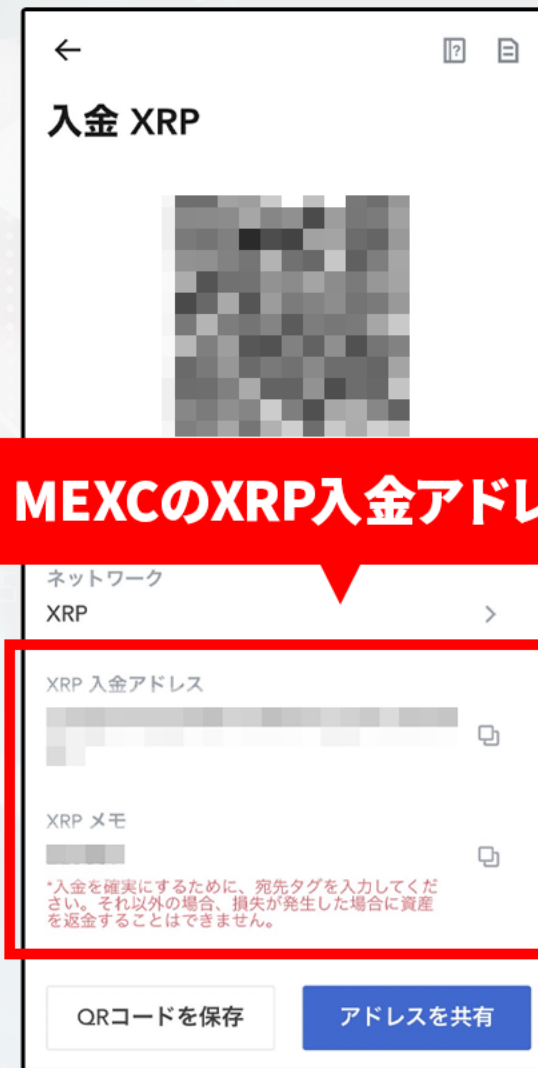 入金 XRP
MEXCのXRP入金アドレ
ネットワーク
XRP
XRP 入金アドレス
XRP メモ
*入金を確実にするために、宛先タグを入力してくだ
さい。それ以外の場合、損失が発生した場合に資産
を返金することはできません。
QRコードを保存
アドレスを共有